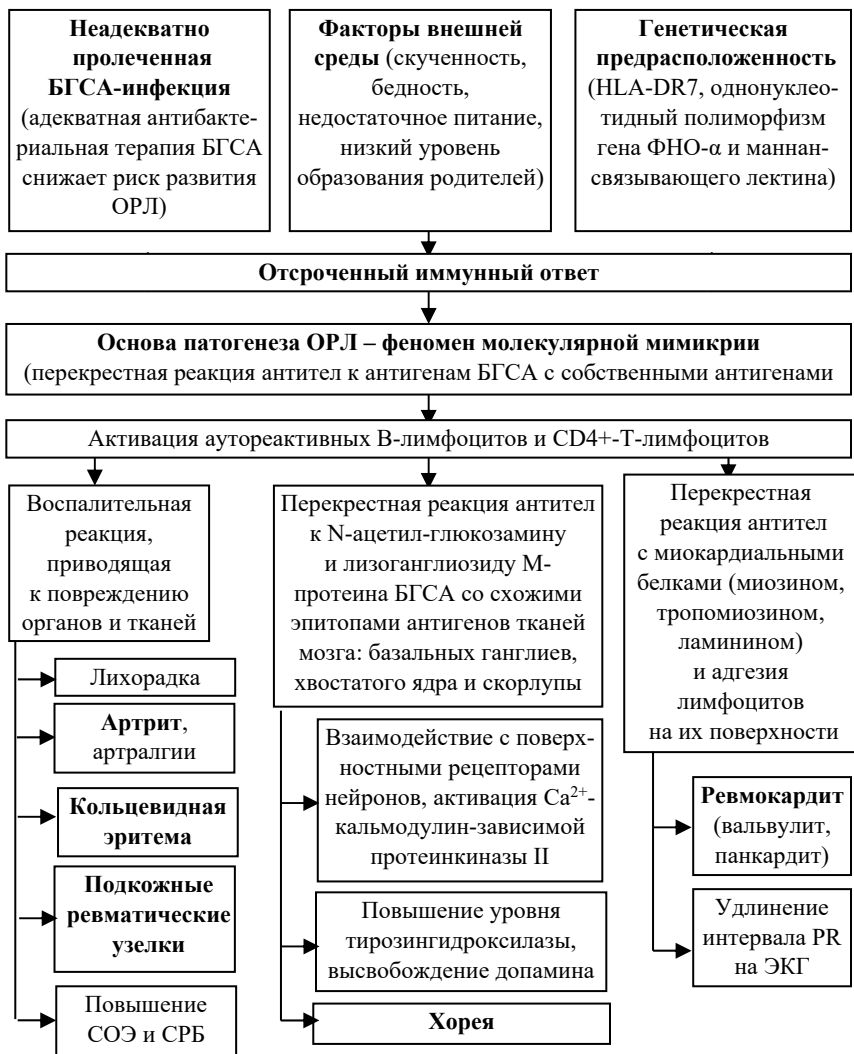 Неадекватно
пролеченная
БГСА-инфекция
(адекватная антибакте-
риальная терапия БГСА
снижает риск развития
ОРЛ)
Факторы внешней
среды (скученность,
бедность,
недостаточное питание,
низкий уровень
образования родителей)
Генетическая
предрасположенность
(HLA-DR7, однонуклео-
тидный полиморфизм
гена ФНО-α и маннан-
связывающего лектина)
Отсроченный иммунный ответ
Основа патогенеза ОРЛ – феномен молекулярной мимикрии
(перекрестная реакция антител к антигенам БГСА с собственными антигенами
Активация аутореактивных В-лимфоцитов и CD4+-Т-лимфоцитов
Воспалительная
реакция,
приводящая
к повреждению
органов и тканей
Лихорадка
Артрит,
артралгии
Кольцевидная
эритема
Подкожные
ревматические
узелки
Повышение
СОЭ и СРБ
Перекрестная реакция антител
к N-ацетил-глюкозамину
и лизоганглиозиду М-
протеина БГСА со схожими
эпитопами антигенов тканей
мозга: базальных ганглиев,
хвостатого ядра и скорлупы
Взаимодействие с поверх-
ностными рецепторами
нейронов, активация Ca²⁺-
кальмодулин-зависимой
протеинкиназы II
Повышение уровня
тирозингидроксилазы,
высвобождение допамина
Хорея
Перекрестная
реакция антител
с миокардиальными
белками (миозином,
тропомиозином,
ламинином)
и адгезия
лимфоцитов
на их поверхности
Ревмокардит
(вальвулит,
панкардит)
Удлинение
интервала PR
на ЭКГ